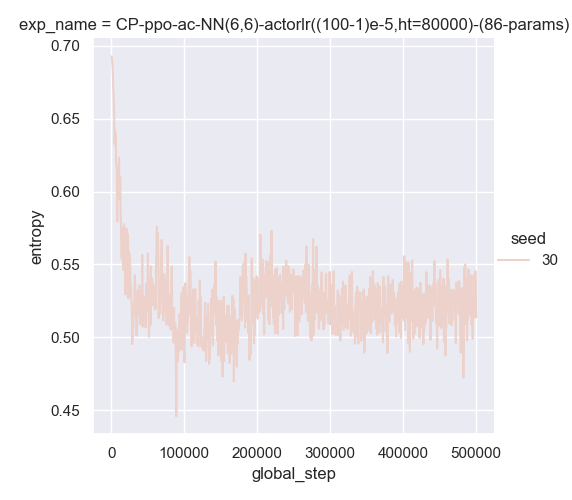 exp_name = CP-ppo-ac-NN(6,6)-actorlr((100-1)e-5,ht=80000)-(86-params)
0.70
0.65
0.60
0.55
0.50
0.45
entropy
0 100000 200000 300000 400000 500000
global_step
seed
30